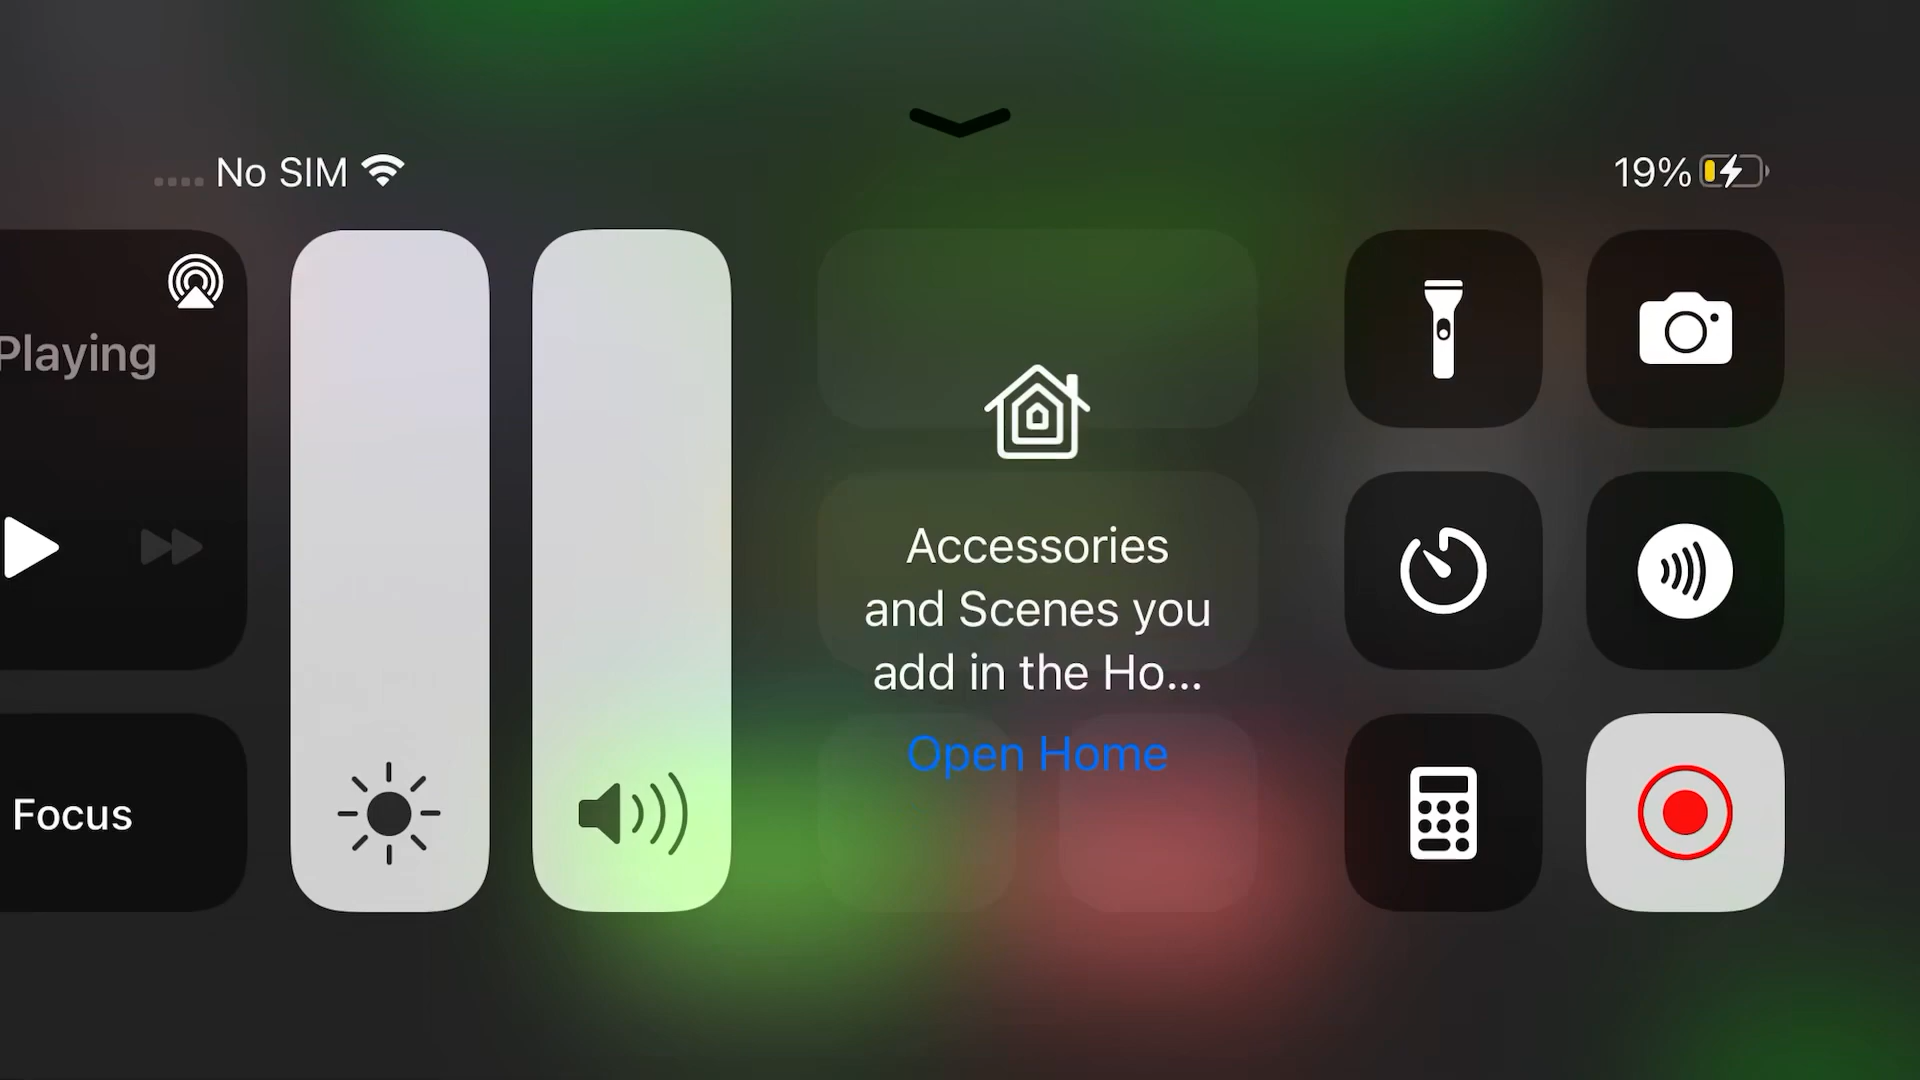 No SIM
19%
Playing
Accessories
and Scenes you
add in the Ho...
Open Home
Focus